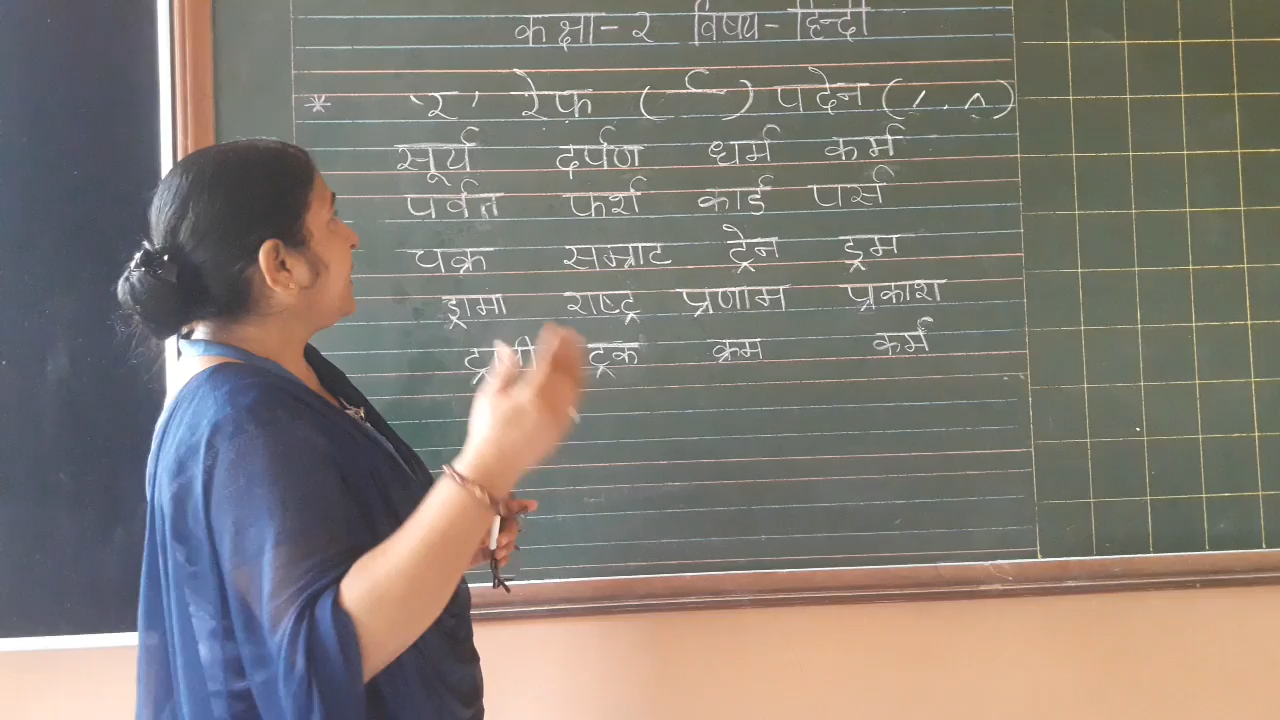 कक्षा - २ विषय - हिन्दी
* 'र' रेफ ( र् ) पदेन ( ्र . ^ )
सूर्य दर्पण धर्म कर्म
पर्वत फर्श कार्ड पर्स
चक्र सम्राट ट्रेन ड्रम
ड्रामा राष्ट्र प्रणाम प्रकाश
ट्रक क्रम कर्म